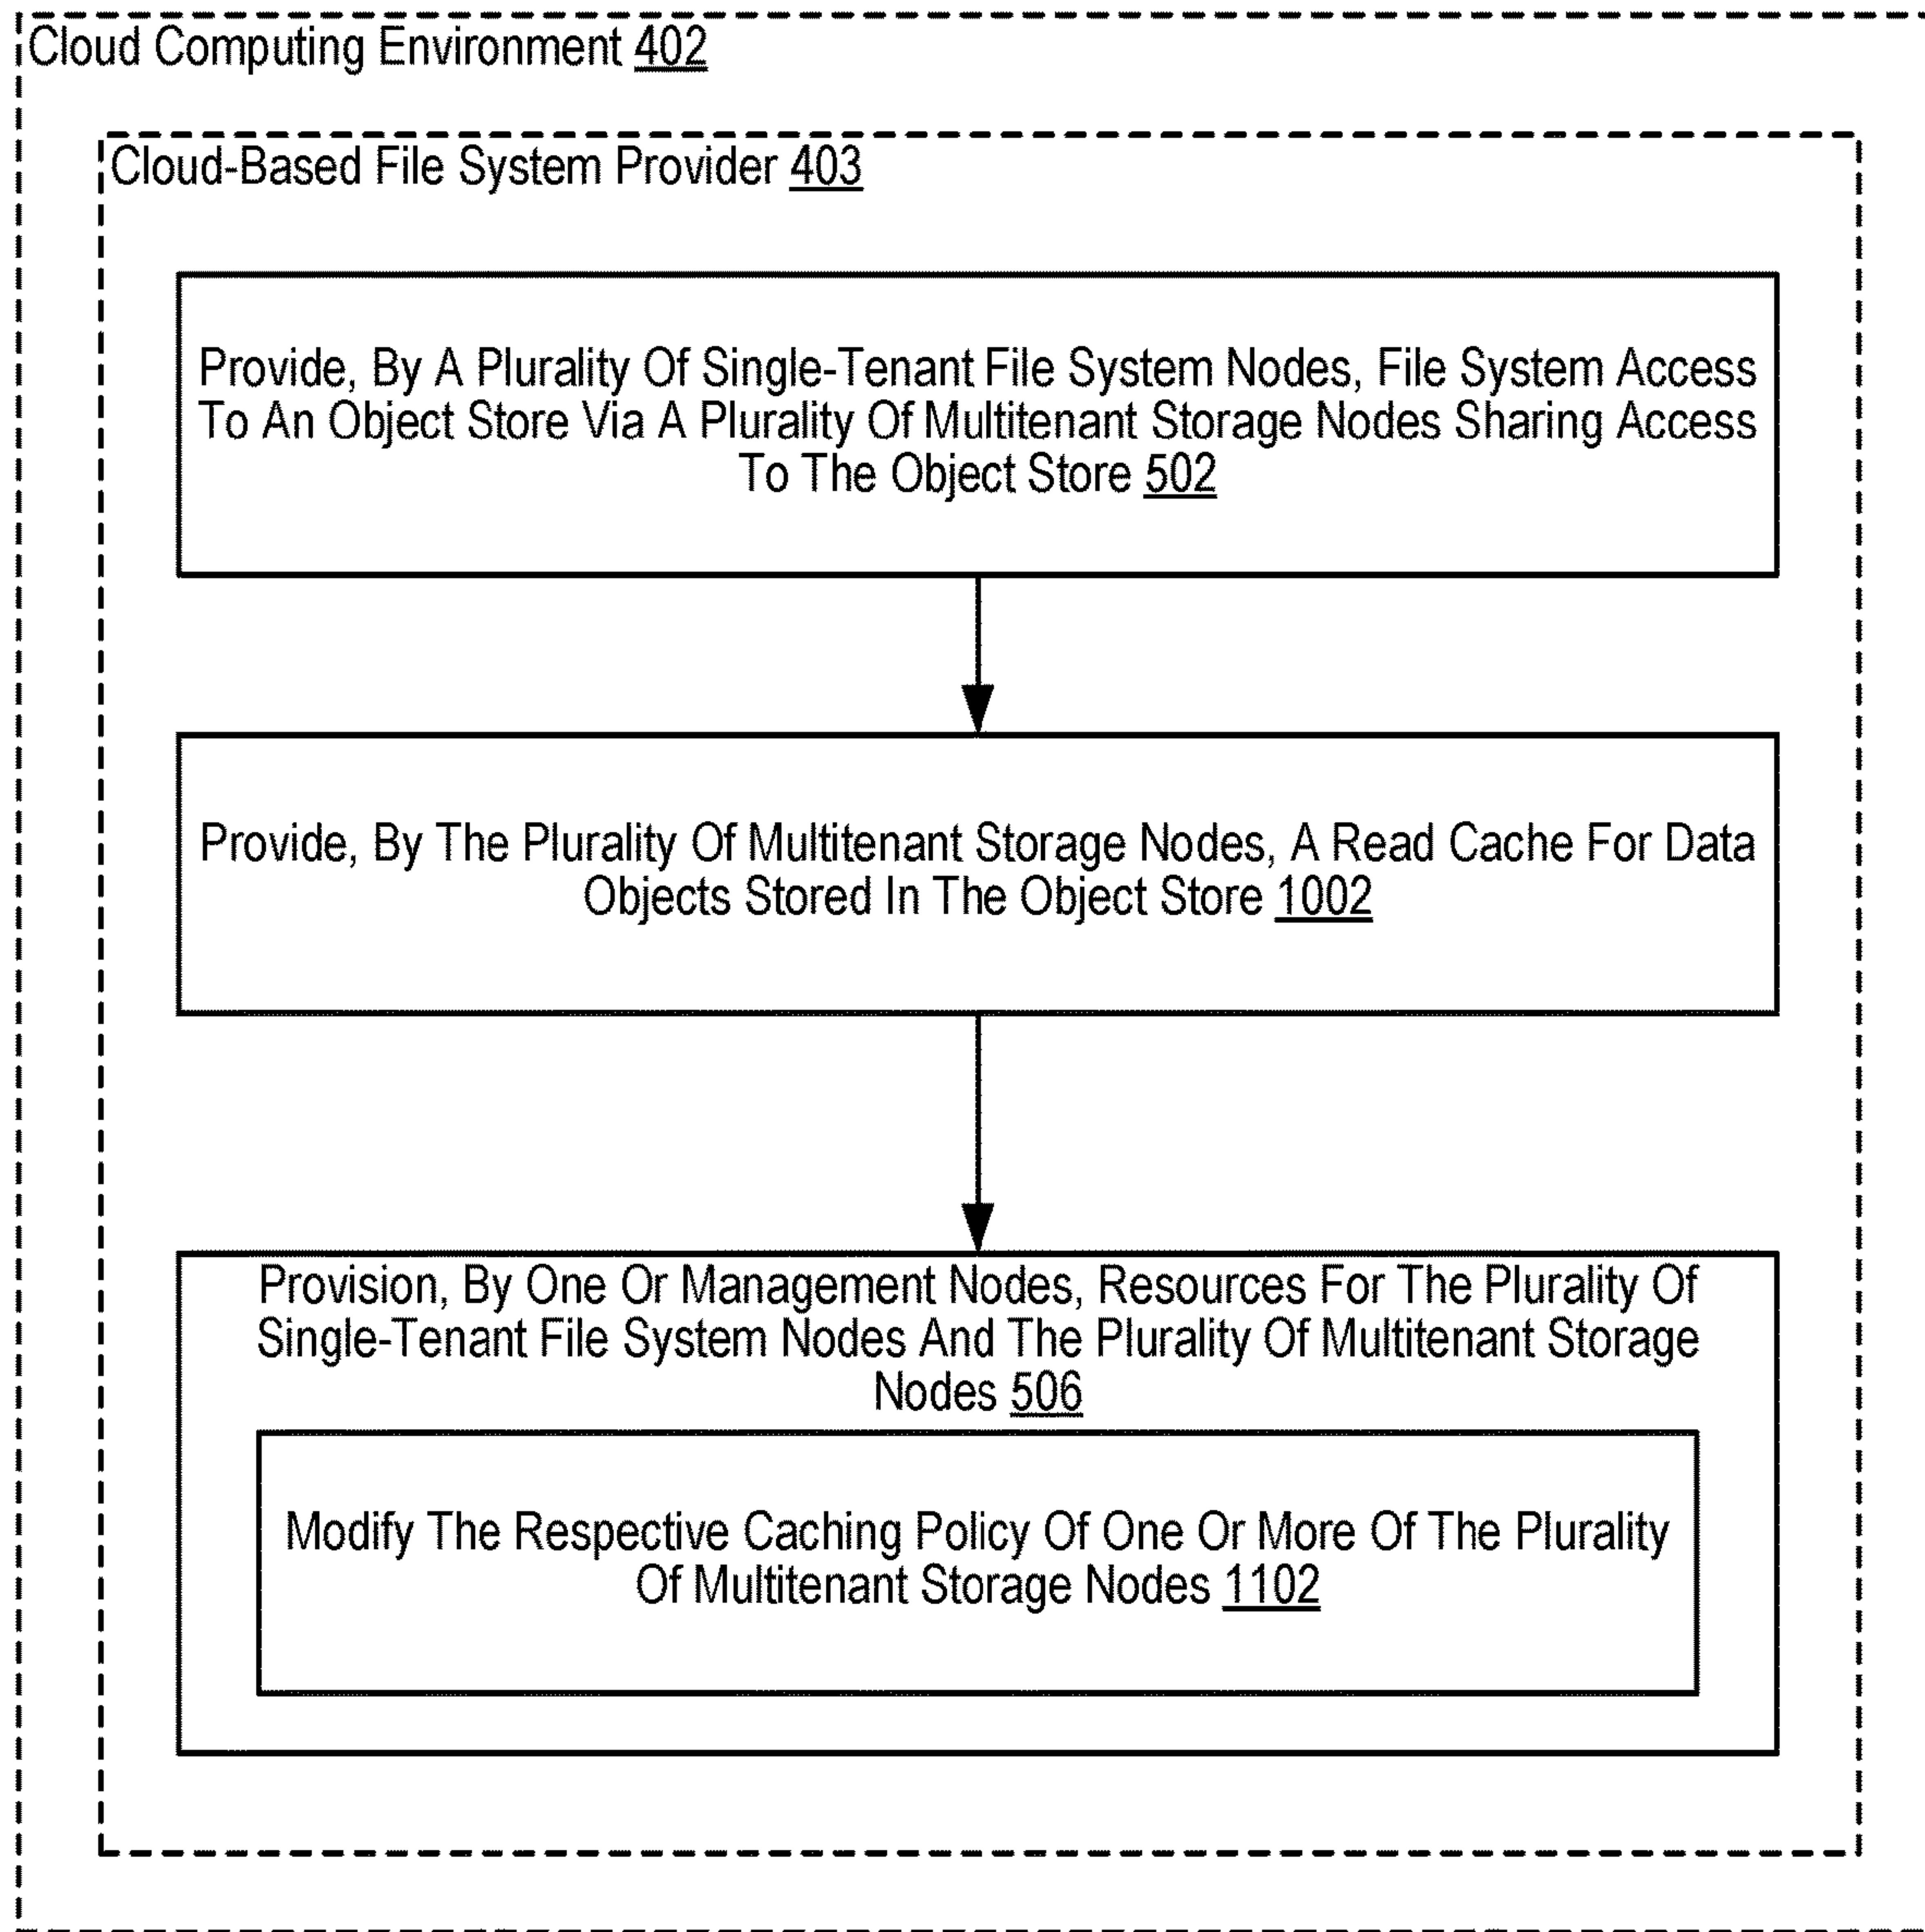 Cloud Computing Environment 402
Cloud-Based File System Provider 403
Provide, By A Plurality Of Single-Tenant File System Nodes, File System Access
To An Object Store Via A Plurality Of Multitenant Storage Nodes Sharing Access
To The Object Store 502
Provide, By The Plurality Of Multitenant Storage Nodes, A Read Cache For Data
Objects Stored In The Object Store 1002
Provision, By One Or Management Nodes, Resources For The Plurality Of
Single-Tenant File System Nodes And The Plurality Of Multitenant Storage
Nodes 506
Modify The Respective Caching Policy Of One Or More Of The Plurality
Of Multitenant Storage Nodes 1102